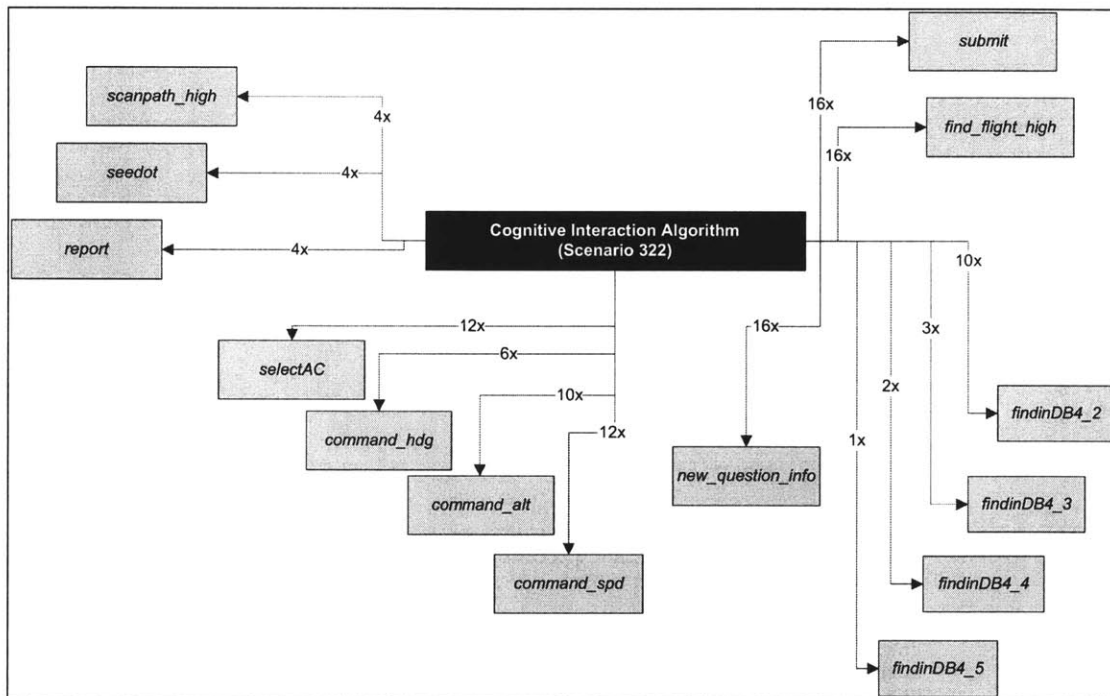 submit
scanpath_high
4x
16x
find_flight_high
16x
seedot
4x
Cognitive Interaction Algorithm
(Scenario 322)
report
4x
10x
12x
16x
3x
selectAC
6x
2x
10x
findinDB4_2
12x
1x
command_hdg
new_question_info
command_alt
findinDB4_3
command_spd
findinDB4_4
findinDB4_5